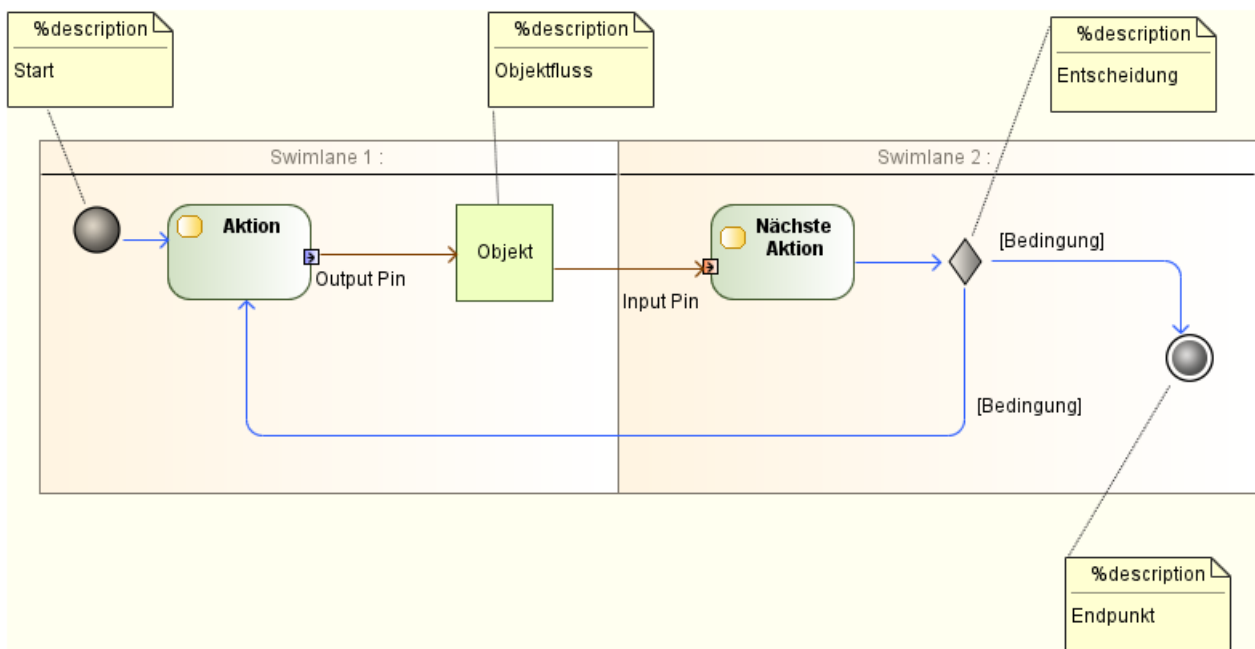 %description
Start
%description
Objektfluss
%description
Entscheidung
Swimlane 1 :
Swimlane 2 :
Aktion
Output Pin
Objekt
Input Pin
Nächste
Aktion
[Bedingung]
[Bedingung]
%description
Endpunkt